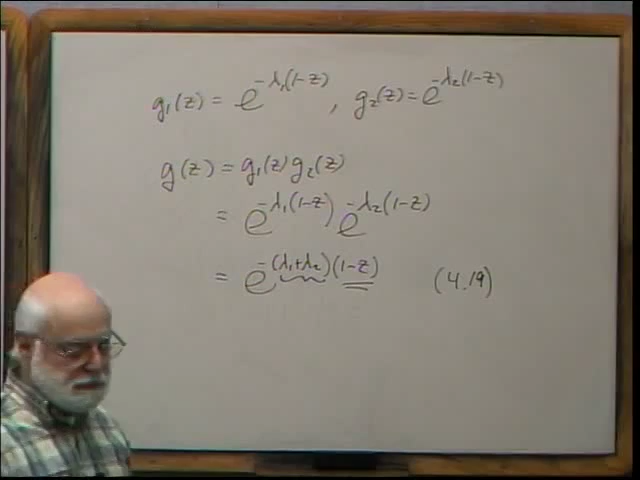 g₁(z) = e^{-λ₁(1-z)}, g₂(z) = e^{-λ₂(1-z)}
g(z) = g₁(z) g₂(z)
= e^{-λ₁(1-z)} e^{-λ₂(1-z)}
= e^{-(λ₁+λ₂)(1-z)} (4.19)